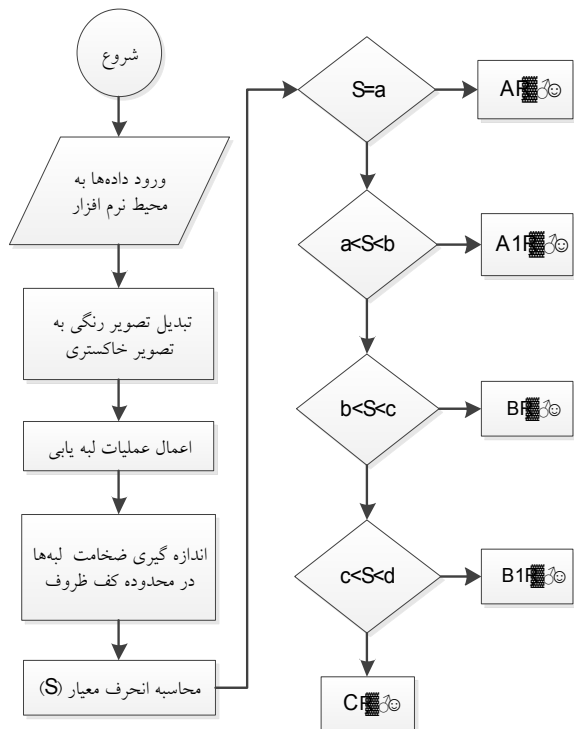 شروع
ورود داده‌ها به
محیط نرم افزار
تبدیل تصویر رنگی به
تصویر خاکستری
اعمال عملیات لبه یابی
اندازه گیری ضخامت لبه‌ها
در محدوده کف ظروف
محاسبه انحرف معیار (S)
S=a
a<S<b
b<S<c
c<S<d